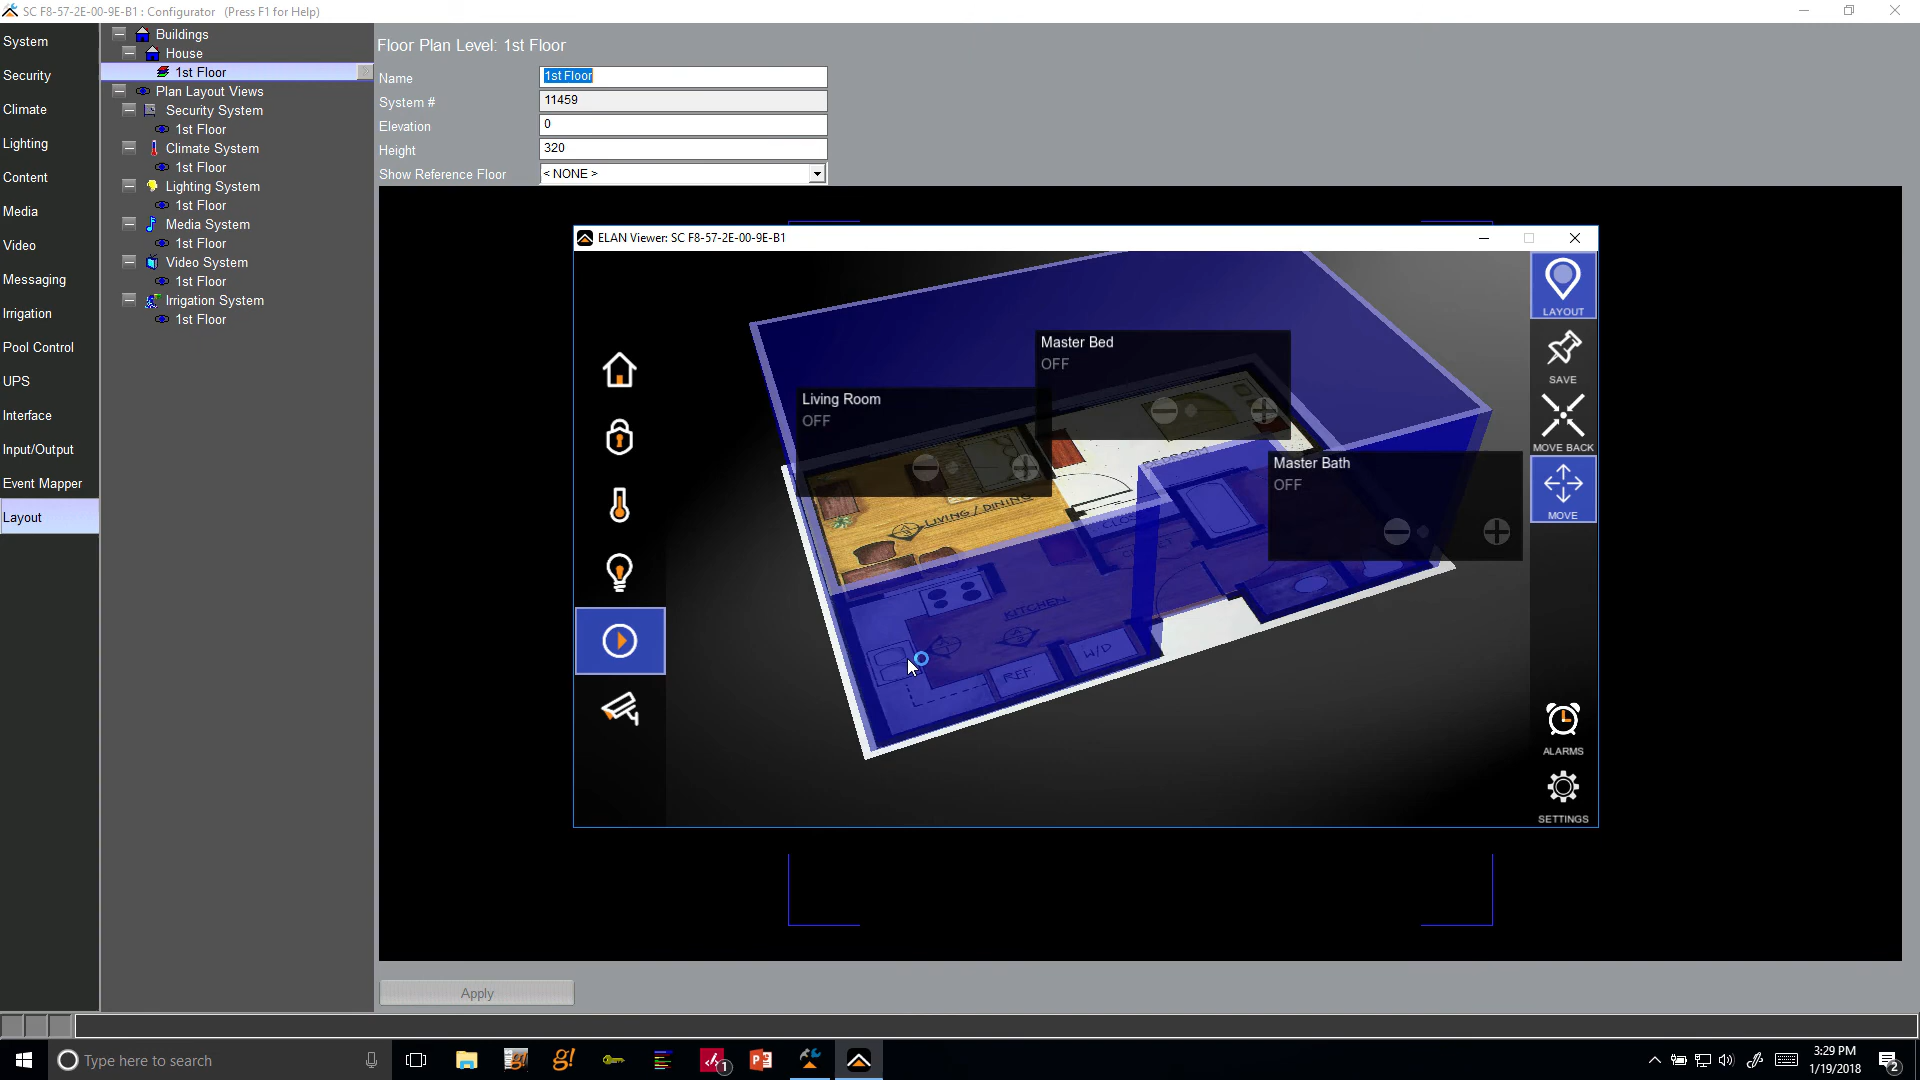 SC F8-57-2E-00-9E-B1 : Configurator (Press F1 for Help)
System
Security
Climate
Lighting
Content
Media
Video
Messaging
Irrigation
Pool Control
UPS
Interface
Input/Output
Event Mapper
Layout
Buildings
House
1st Floor
Plan Layout Views
Security System
1st Floor
Climate System
1st Floor
Lighting System
1st Floor
Media System
1st Floor
Video System
1st Floor
Irrigation System
1st Floor
Floor Plan Level: 1st Floor
Name 1st Floor
System # 11459
Elevation 0
Height 320
Show Reference Floor < NONE >
ELAN Viewer: SC F8-57-2E-00-9E-B1
Master Bed
OFF
Living Room
OFF
Master Bath
OFF
BEDROOM
LIVING / DINING
CLOSET
KITCHEN
REF.
W/D
LAYOUT
SAVE
MOVE BACK
MOVE
ALARMS
SETTINGS
Apply
Type here to search
g!
1
3:29 PM
1/19/2018
2